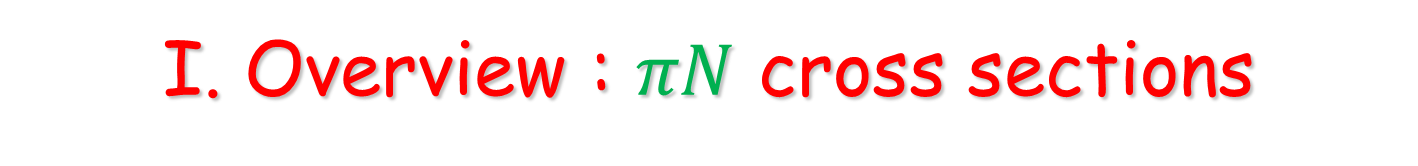 I. Overview : πN cross sections